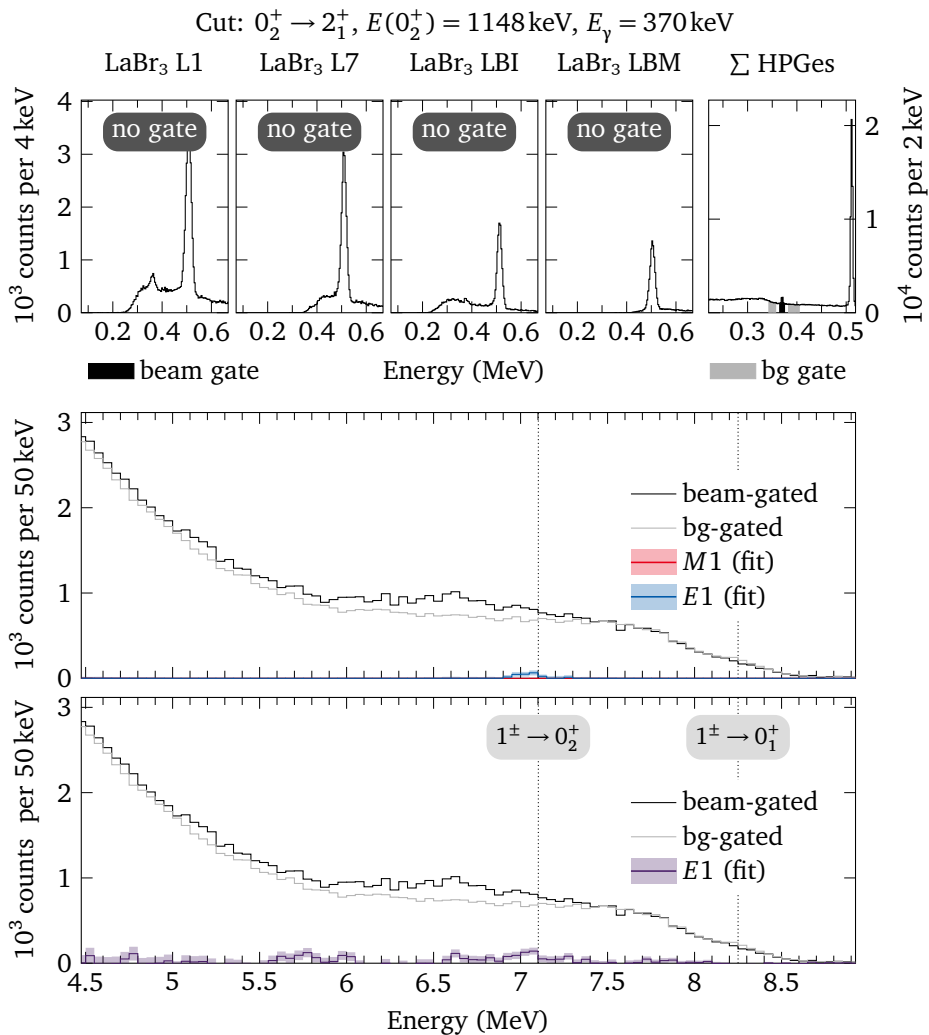 Cut: 0₂⁺ → 2₁⁺, E(0₂⁺) = 1148 keV, Eγ = 370 keV
LaBr₃ L1 LaBr₃ L7 LaBr₃ LBI LaBr₃ LBM ∑ HPGes
10³ counts per 4 keV
4
3
2
1
0
no gate no gate no gate no gate
2
1
0
10⁴ counts per 2 keV
0.2 0.4 0.6 0.2 0.4 0.6 0.2 0.4 0.6 0.2 0.4 0.6 0.3 0.4 0.5
beam gate Energy (MeV) bg gate
10³ counts per 50 keV
3
2
1
0
beam-gated
bg-gated
M1 (fit)
E1 (fit)
10³ counts per 50 keV
3
2
1
0
1± → 0₂⁺ 1± → 0₁⁺
beam-gated
bg-gated
E1 (fit)
4.5 5 5.5 6 6.5 7 7.5 8 8.5
Energy (MeV)